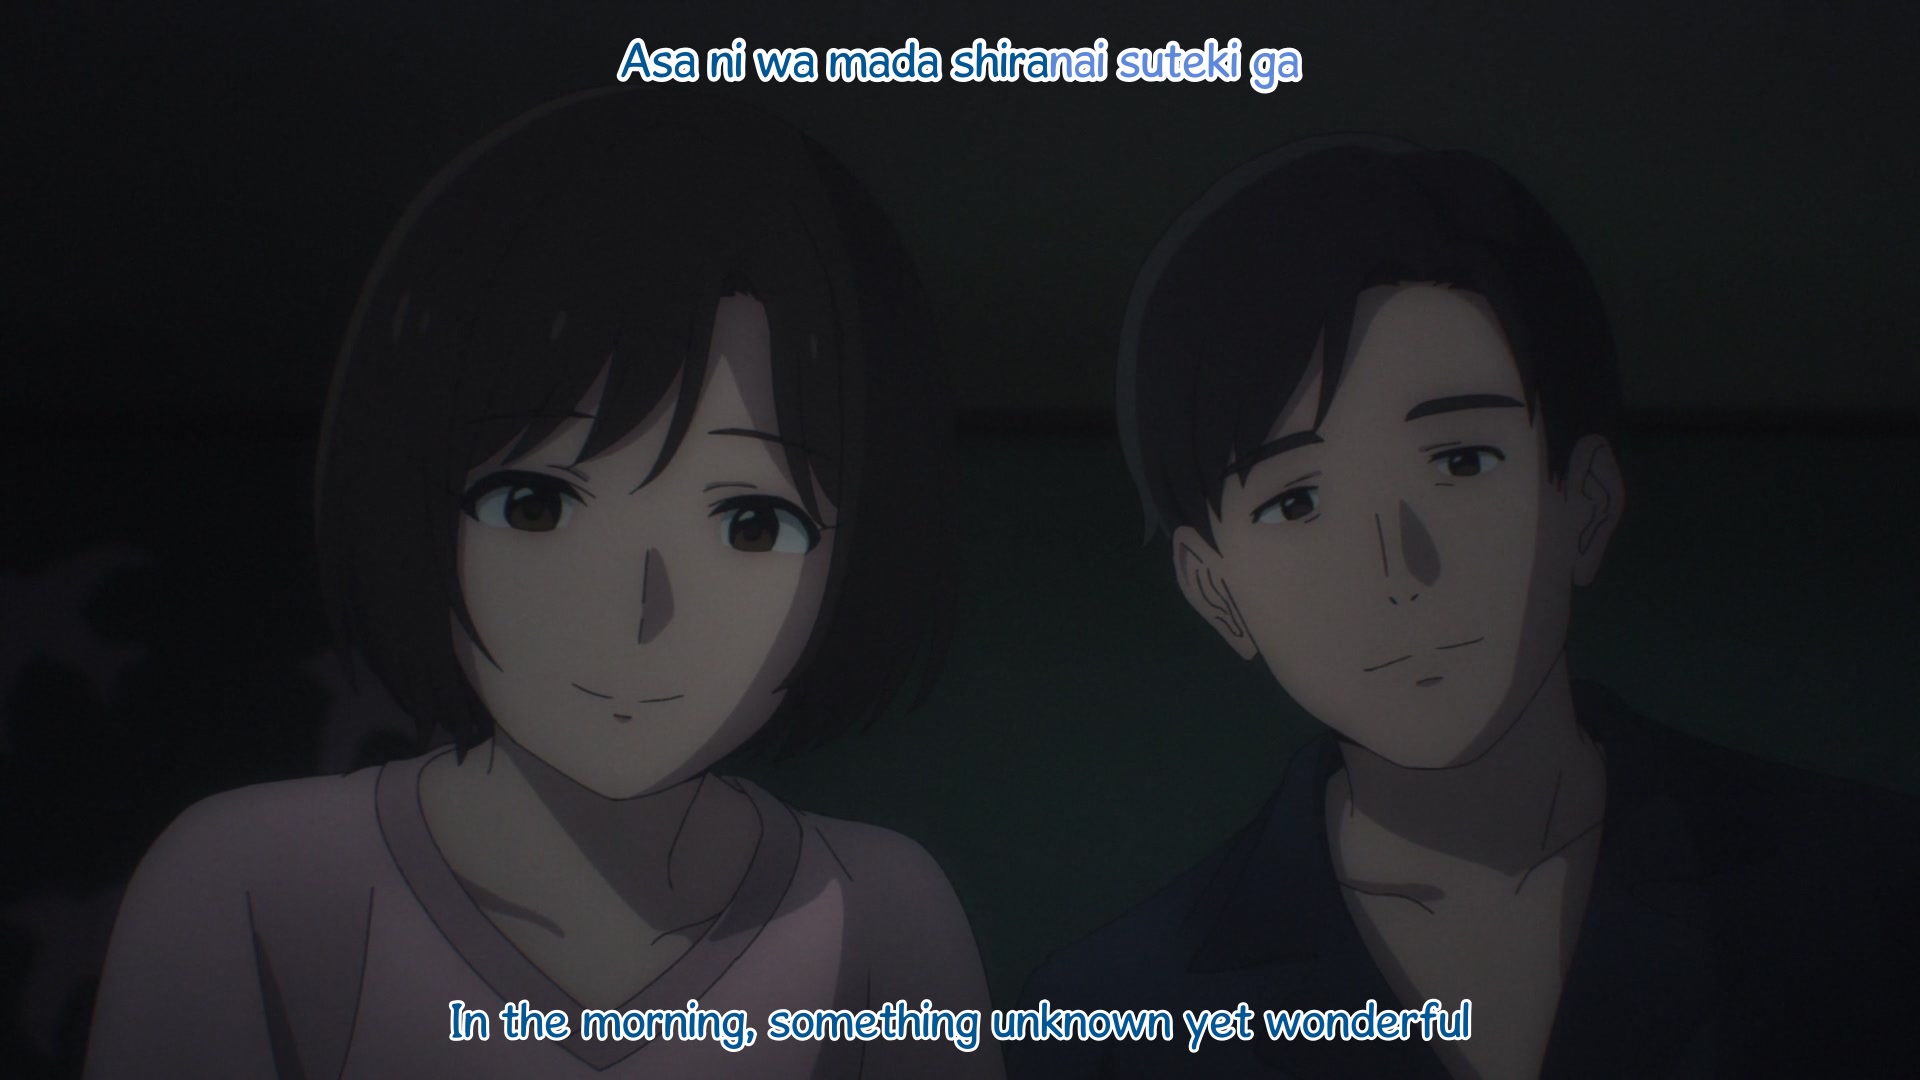 Asa ni wa mada shiranai suteki ga
In the morning, something unknown yet wonderful